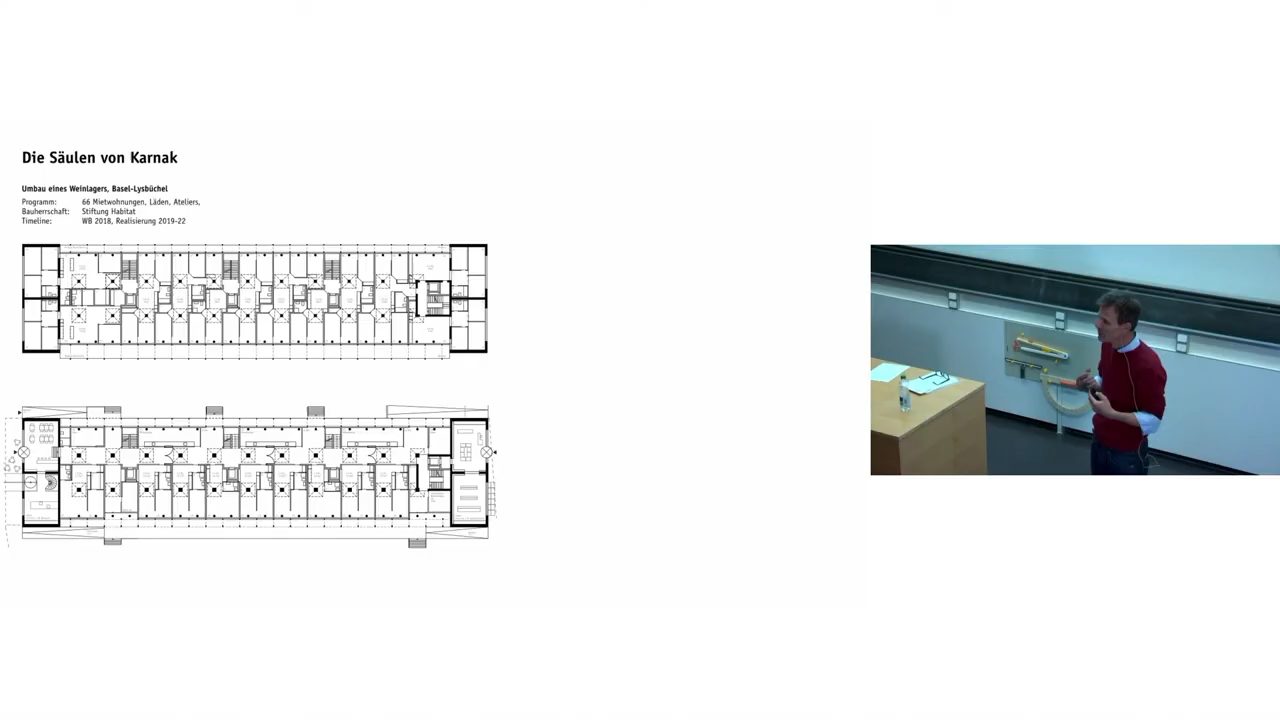 Die Säulen von Karnak
Umbau eines Weinlagers, Basel-Lysbüchel
Programm: 66 Mietwohnungen, Läden, Ateliers,
Bauherrschaft: Stiftung Habitat
Timeline: WB 2018, Realisierung 2019-22